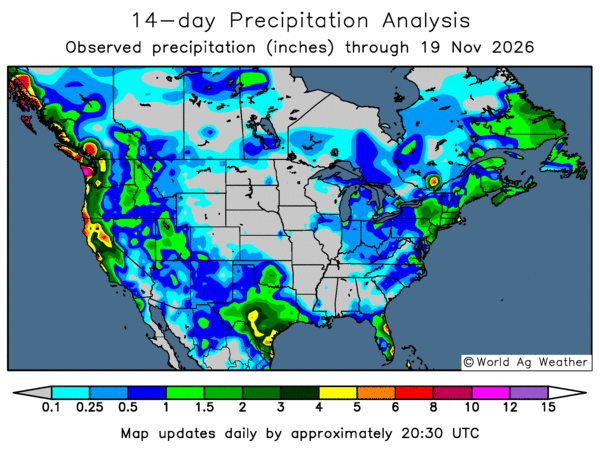 14-day Precipitation Analysis
Observed precipitation (inches) through 19 Nov 2026
© World Ag Weather
0.1 0.25 0.5 1 1.5 2 3 4 5 6 8 10 12 15
Map updates daily by approximately 20:30 UTC